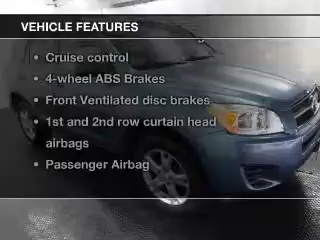 VEHICLE FEATURES
• Cruise control
• 4-wheel ABS Brakes
• Front Ventilated disc brakes
• 1st and 2nd row curtain head
airbags
• Passenger Airbag